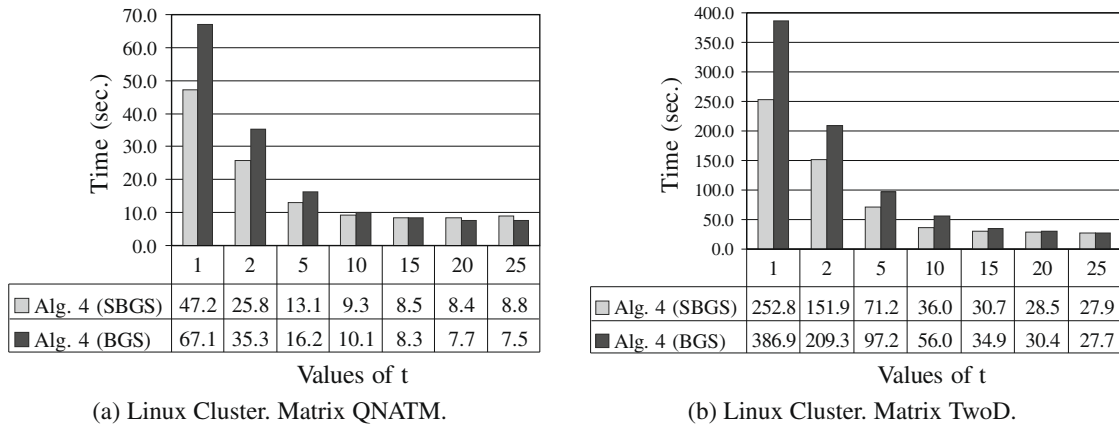 70.0
60.0
50.0
40.0
30.0
20.0
10.0
0.0
Time (sec.)
1 2 5 10 15 20 25
Alg. 4 (SBGS) 47.2 25.8 13.1 9.3 8.5 8.4 8.8
Alg. 4 (BGS) 67.1 35.3 16.2 10.1 8.3 7.7 7.5
Values of t
(a) Linux Cluster. Matrix QNATM.
400.0
350.0
300.0
250.0
200.0
150.0
100.0
50.0
0.0
Time (sec.)
1 2 5 10 15 20 25
Alg. 4 (SBGS) 252.8 151.9 71.2 36.0 30.7 28.5 27.9
Alg. 4 (BGS) 386.9 209.3 97.2 56.0 34.9 30.4 27.7
Values of t
(b) Linux Cluster. Matrix TwoD.